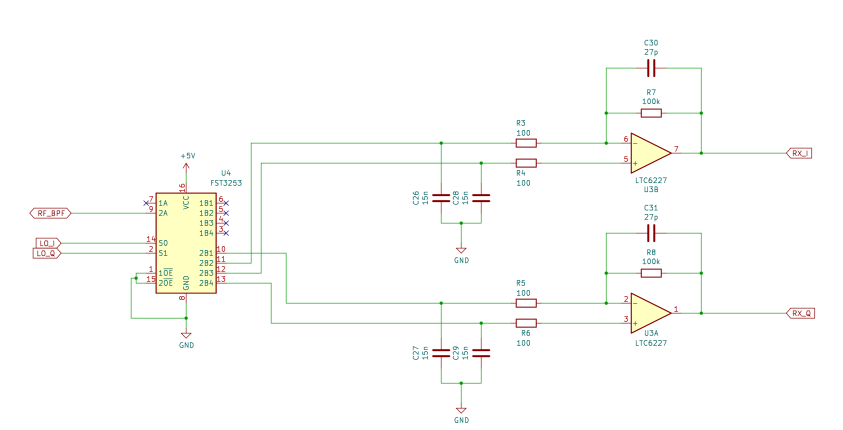 C30
27p
R7
100k
R3
100
6
-
7
RX_I
5
+
R4
100
LTC6227
U3B
+5V
U4
FST3253
16
VCC
C26
15n
C28
15n
7
1A
1B1
6
RF_BPF
9
2A
1B2
5
1B3
4
1B4
3
C31
27p
LO_I
14
S0
LO_Q
2
S1
2B1
10
2B2
11
GND
1
1OE
2B3
12
15
2OE
2B4
13
R8
100k
GND
8
R5
100
2
-
1
RX_Q
3
+
R6
100
U3A
LTC6227
GND
C27
15n
C29
15n
GND